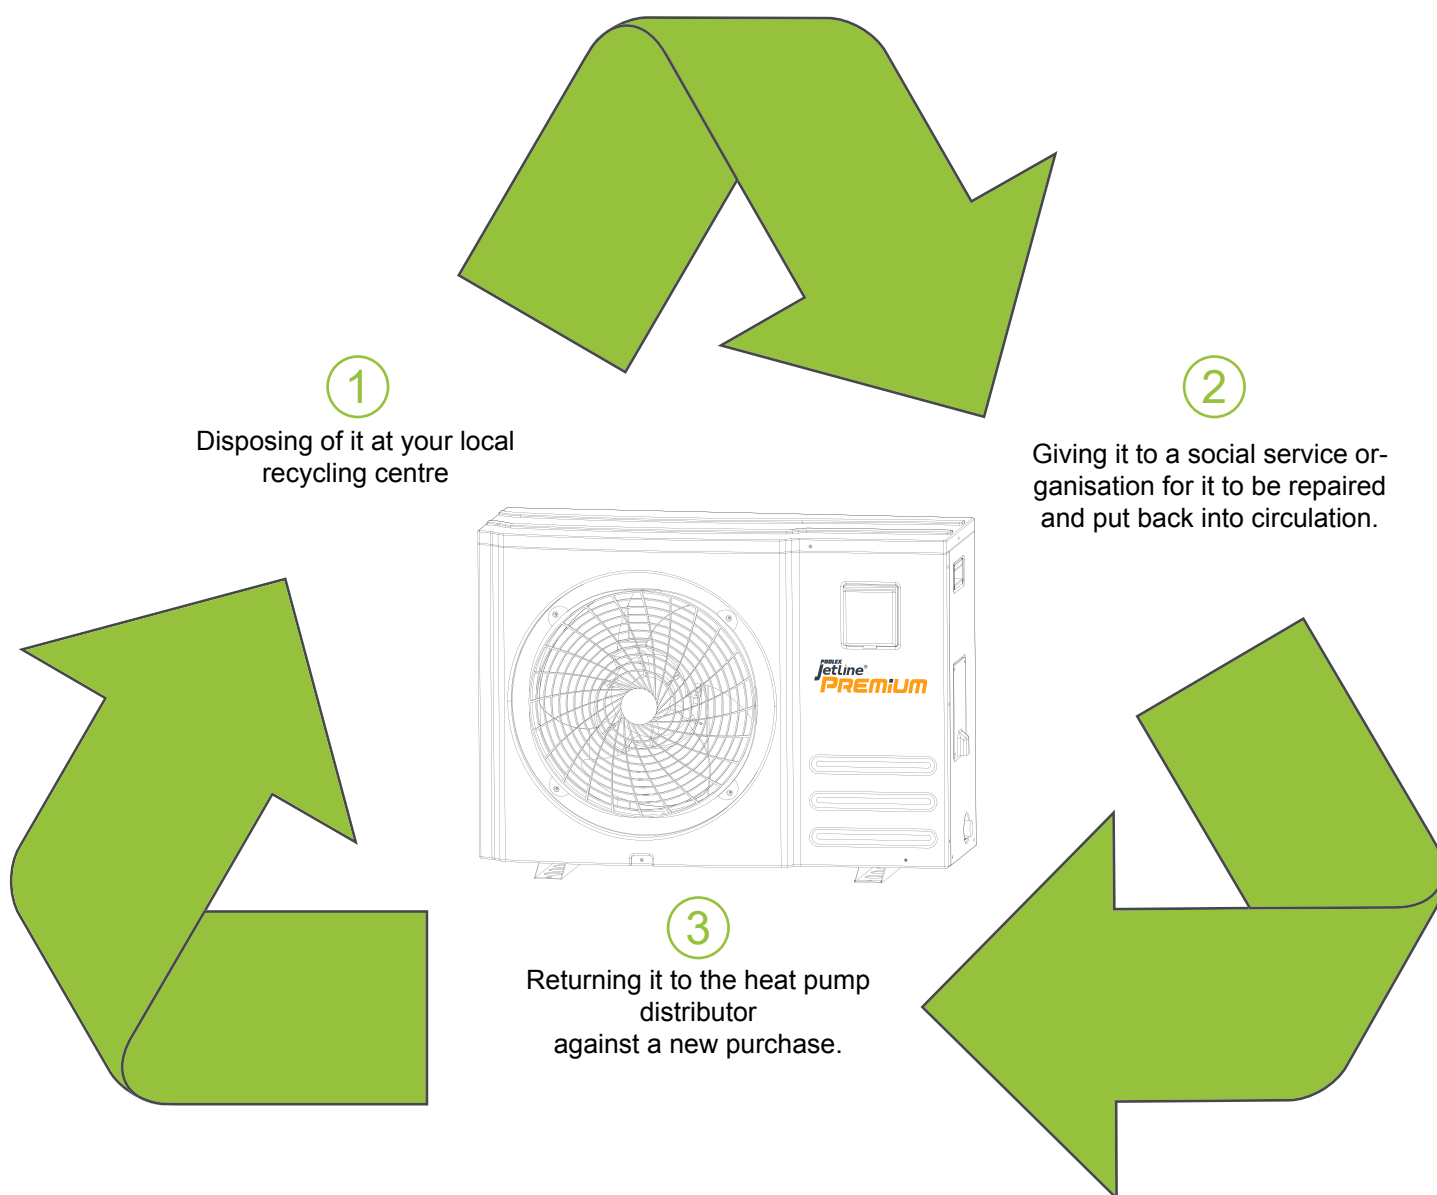 1
Disposing of it at your local
recycling centre
2
Giving it to a social service or-
ganisation for it to be repaired
and put back into circulation.
POOLEX
Jetline®
PREMIUM
3
Returning it to the heat pump
distributor
against a new purchase.